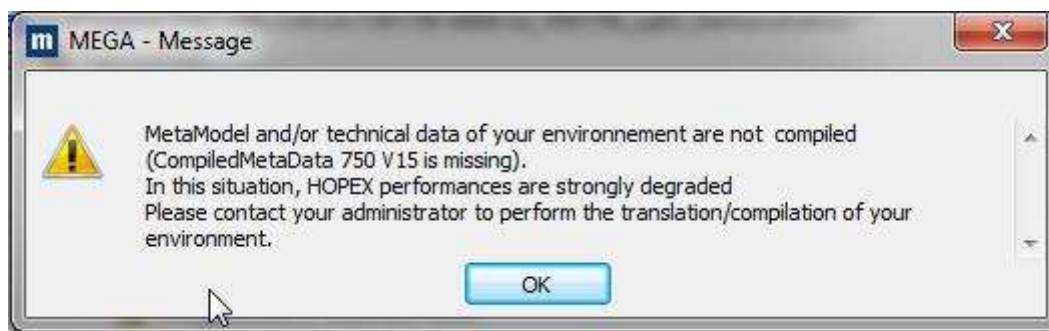 m MEGA - Message
MetaModel and/or technical data of your environnement are not compiled
(CompiledMetaData 750 V15 is missing).
In this situation, HOPEX performances are strongly degraded
Please contact your administrator to perform the translation/compilation of your
environment.
OK